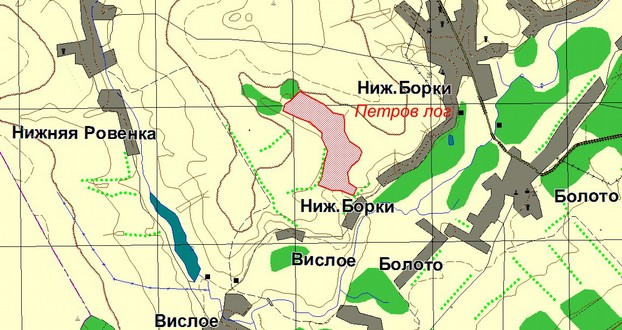 Ниж.Борки
Петров лог
Нижняя Ровенка
Болото
Ниж.Борки
Вислое
Болото
Вислое